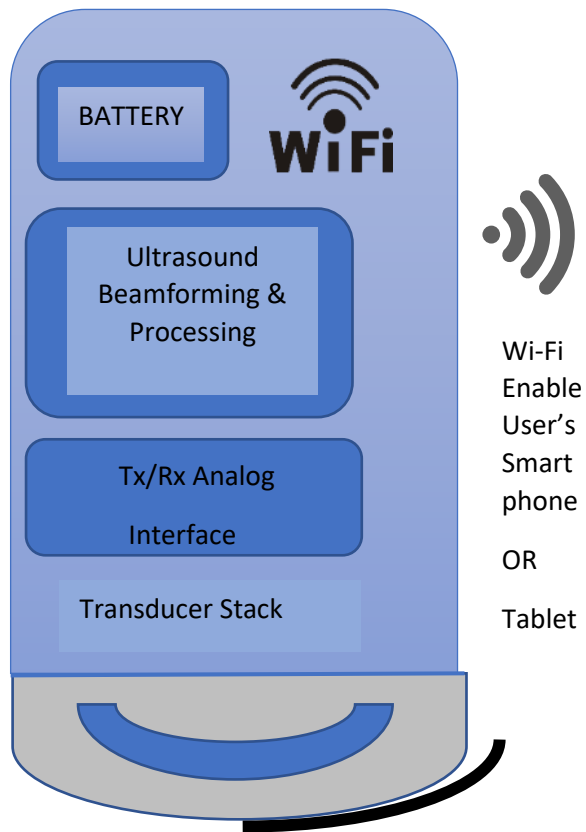 BATTERY
WiFi
Ultrasound
Beamforming &
Processing
Wi-Fi
Enable
User’s
Smart
phone
OR
Tablet
Tx/Rx Analog
Interface
Transducer Stack